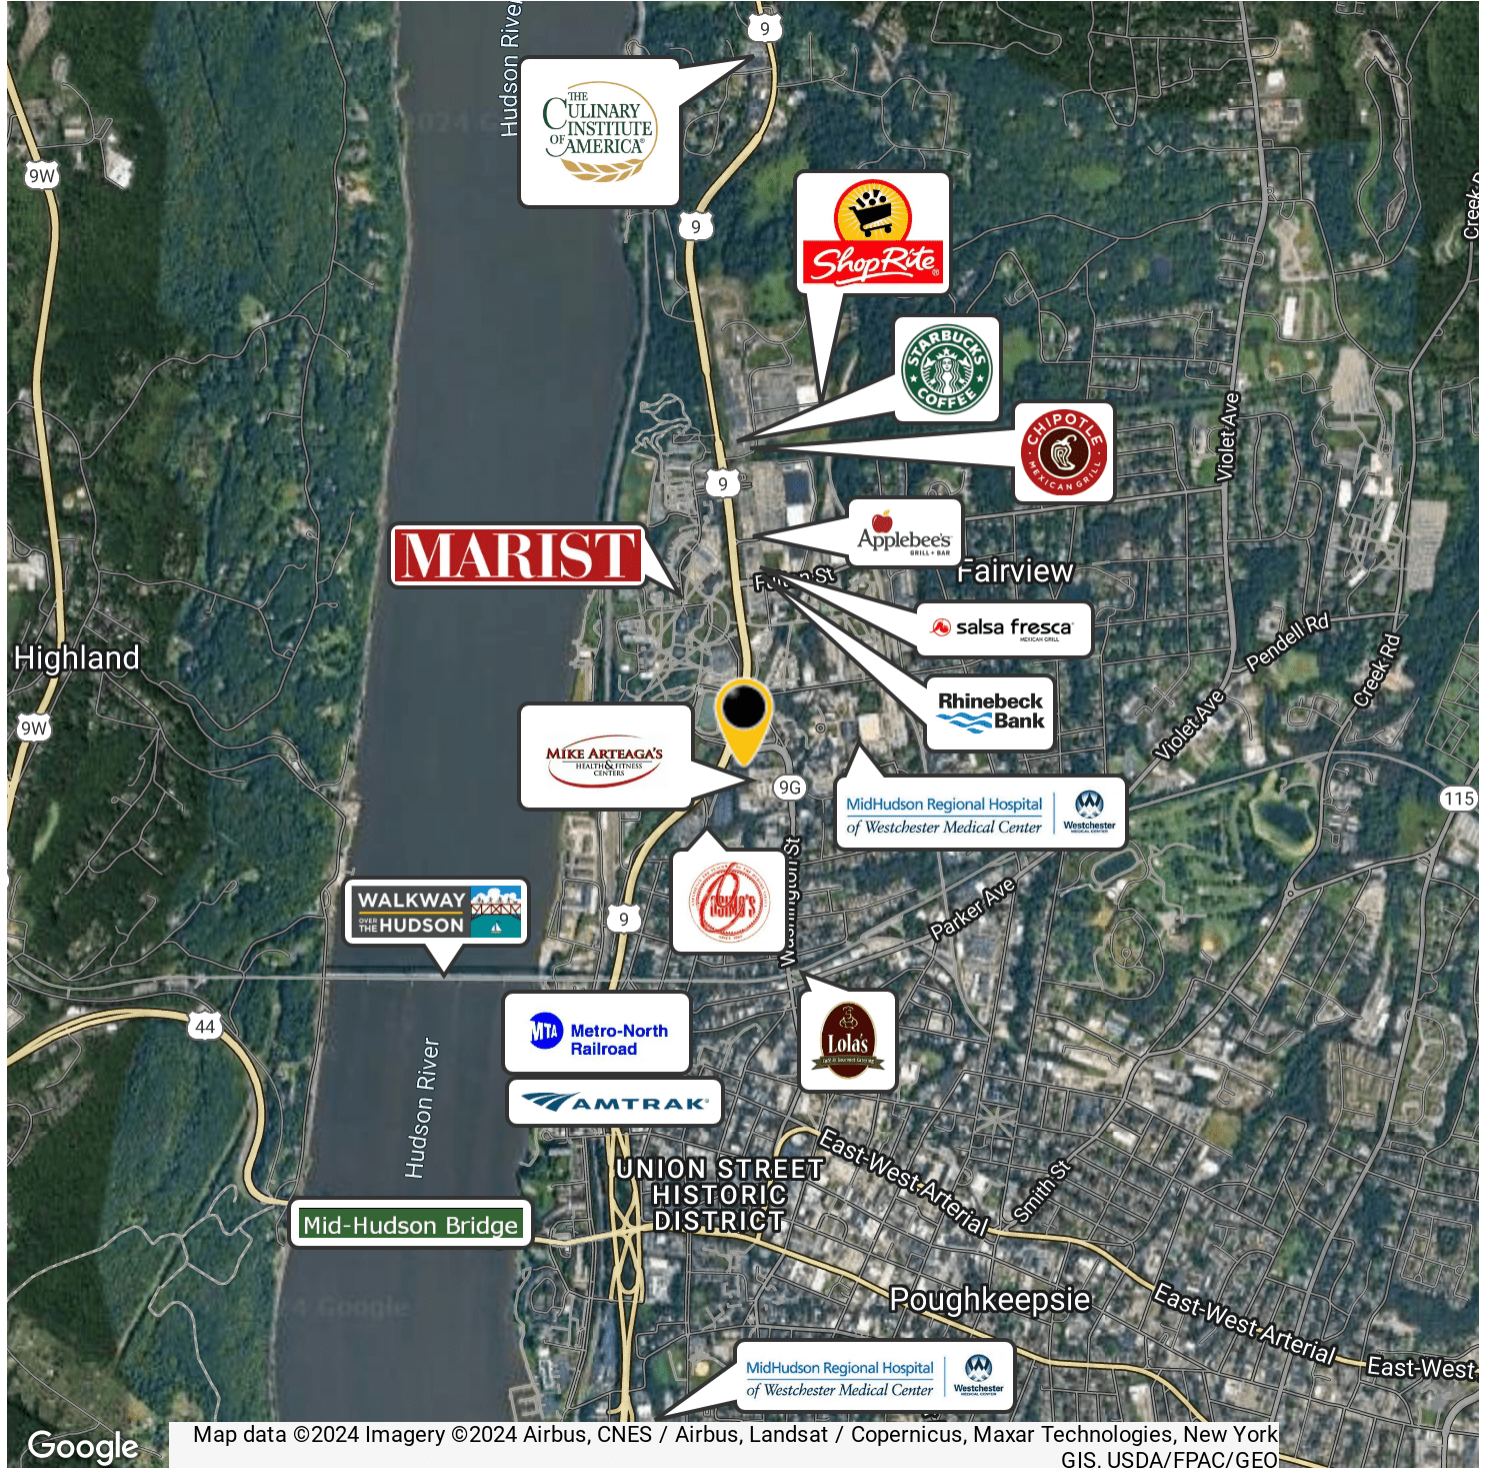 Hudson River
9
THE
CULINARY
INSTITUTE
OF AMERICA®
9W
9
ShopRite®
Creek R
STARBUCKS
COFFEE
CHIPOTLE
MEXICAN GRILL
Violet Ave
9
Applebee's
GRILL + BAR
MARIST
Fairview
salsa fresca
MEXICAN GRILL
Pendell Rd
Creek Rd
Highland
9W
Rhinebeck
Bank
Violet Ave
MIKE ARTEAGA'S
HEALTH & FITNESS
CENTERS
9G
115
MidHudson Regional Hospital
of Westchester Medical Center
Westchester
MEDICAL CENTER
Washington St
WALKWAY
OVER
THE HUDSON
9
Parker Ave
44
MTA
Metro-North
Railroad
Lola's
AMTRAK®
Hudson River
UNION STREET
HISTORIC
DISTRICT
East-West Arterial
Smith St
Mid-Hudson Bridge
Poughkeepsie
East-West Arterial
East-West
MidHudson Regional Hospital
of Westchester Medical Center
Westchester
MEDICAL CENTER
Google
Map data ©2024 Imagery ©2024 Airbus, CNES / Airbus, Landsat / Copernicus, Maxar Technologies, New York
GIS, USDA/FPAC/GEO